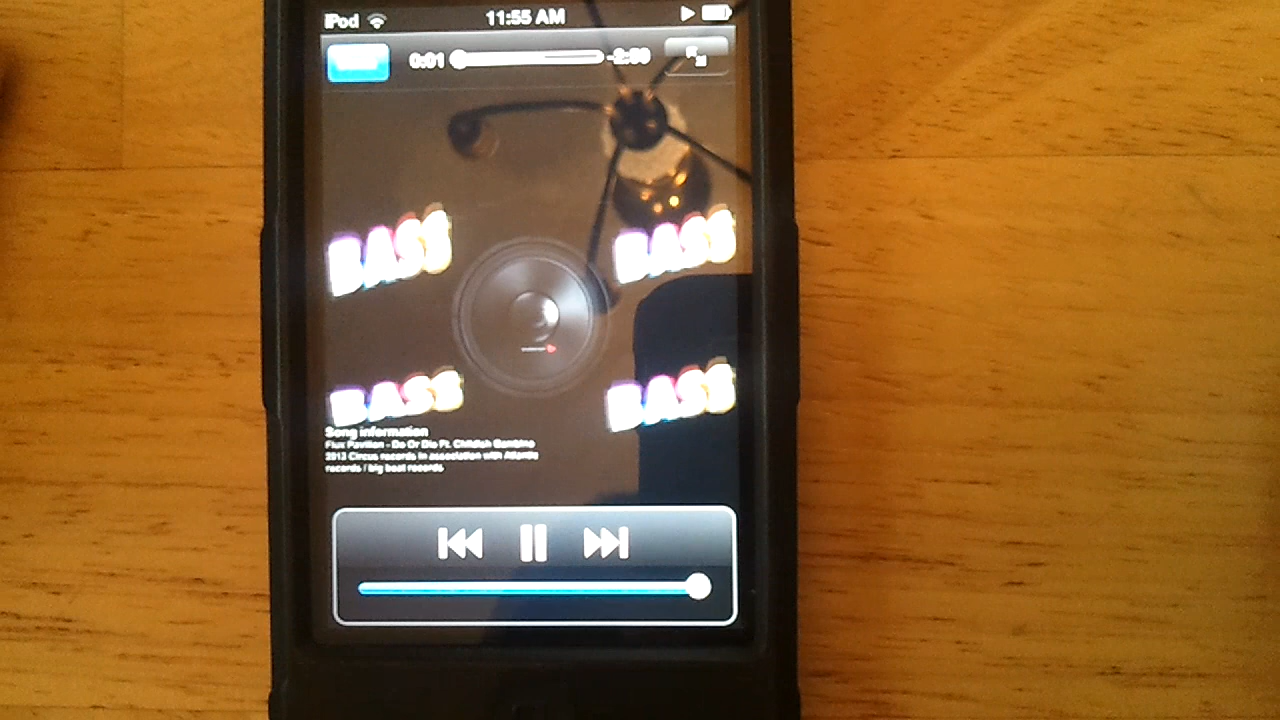 iPod 11:55 AM
0:01
BASS BASS
BASS BASS
Song information
Flux Pavilion - Do Or Die Ft. Childish Gambino
2012 Circus records in association with Atlantic
records / big beat records